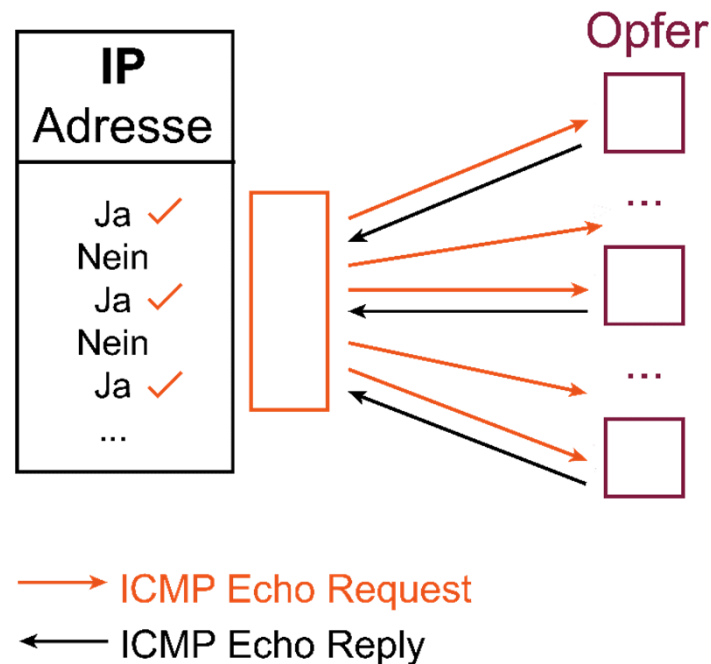 Opfer
IP
Adresse
Ja ✓
Nein
Ja ✓
Nein
Ja ✓
...
...
...
ICMP Echo Request
ICMP Echo Reply